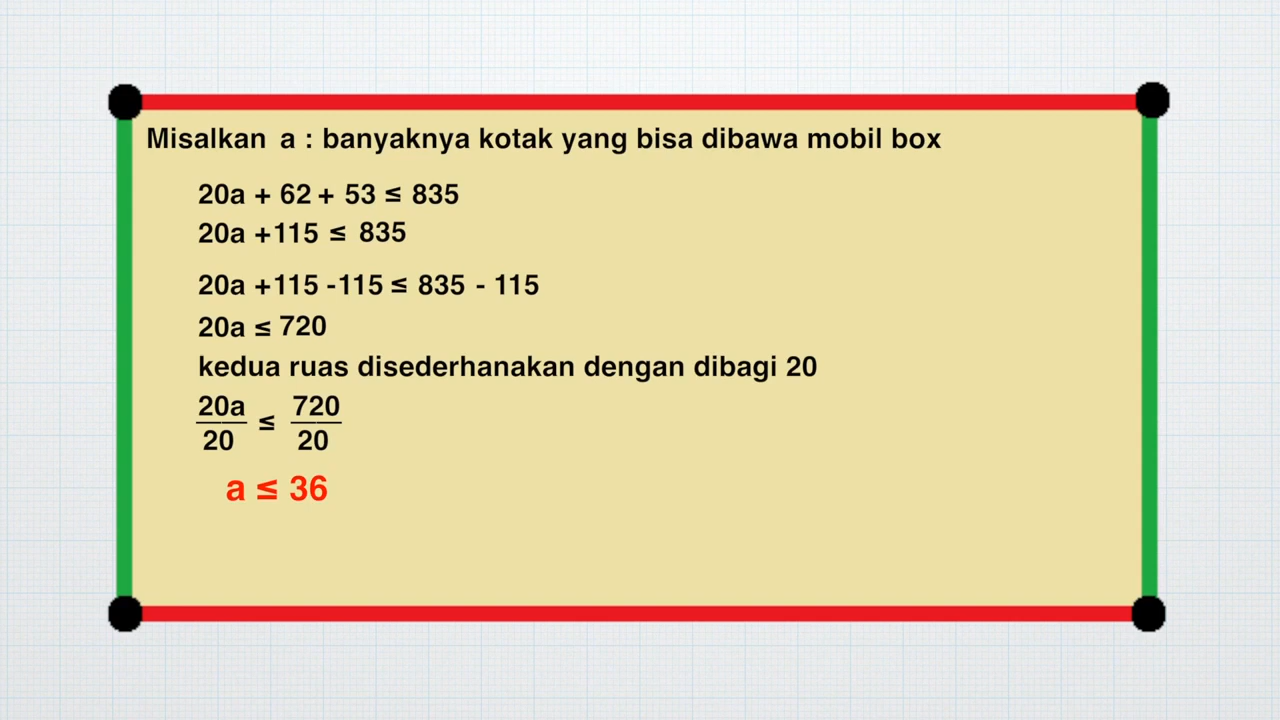 Misalkan a : banyaknya kotak yang bisa dibawa mobil box
20a + 62 + 53 ≤ 835
20a +115 ≤ 835
20a +115 -115 ≤ 835 - 115
20a ≤ 720
kedua ruas disederhanakan dengan dibagi 20
20a/20 ≤ 720/20
a ≤ 36